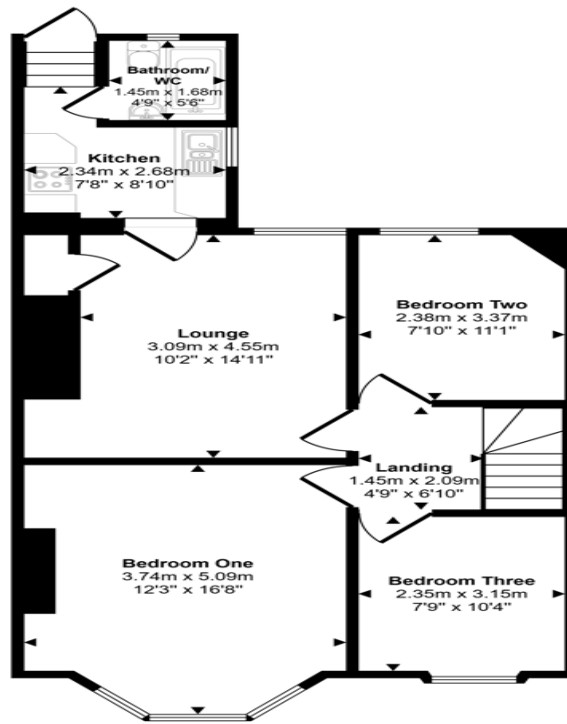 Bathroom/
WC
1.45m x 1.68m
4'9" x 5'6"
Kitchen
2.34m x 2.68m
7'8" x 8'10"
Lounge
3.09m x 4.55m
10'2" x 14'11"
Bedroom Two
2.38m x 3.37m
7'10" x 11'1"
Landing
1.45m x 2.09m
4'9" x 6'10"
Bedroom One
3.74m x 5.09m
12'3" x 16'8"
Bedroom Three
2.35m x 3.15m
7'9" x 10'4"